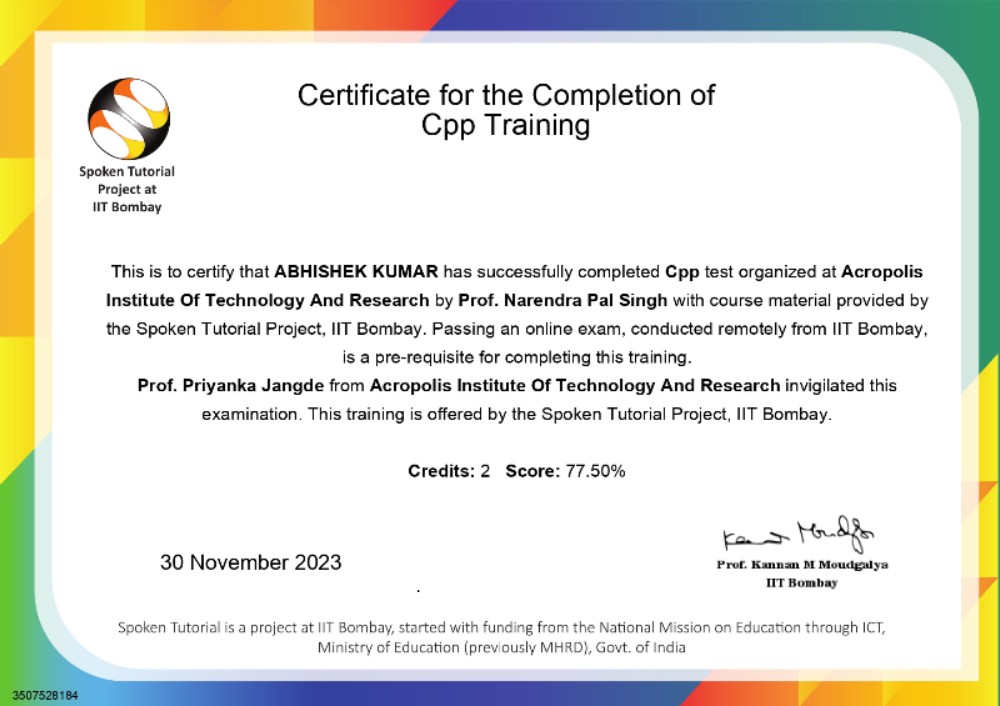 Certificate for the Completion of
Cpp Training
Spoken Tutorial
Project at
IIT Bombay
This is to certify that ABHISHEK KUMAR has successfully completed Cpp test organized at Acropolis
Institute Of Technology And Research by Prof. Narendra Pal Singh with course material provided by
the Spoken Tutorial Project, IIT Bombay. Passing an online exam, conducted remotely from IIT Bombay,
is a pre-requisite for completing this training.
Prof. Priyanka Jangde from Acropolis Institute Of Technology And Research invigilated this
examination. This training is offered by the Spoken Tutorial Project, IIT Bombay.
Credits: 2 Score: 77.50%
30 November 2023
Prof. Kannan M Moudgalya
IIT Bombay
Spoken Tutorial is a project at IIT Bombay, started with funding from the National Mission on Education through ICT,
Ministry of Education (previously MHRD), Govt. of India
3507528184